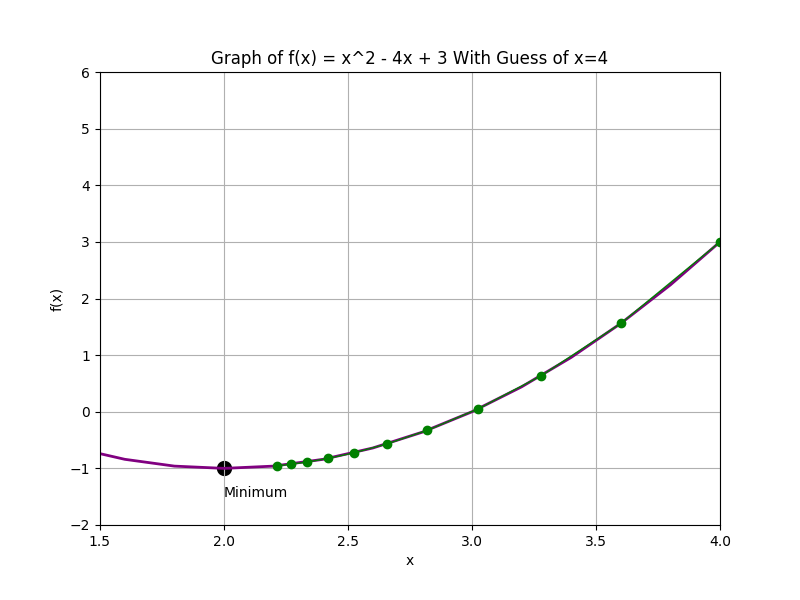 Graph of f(x) = x^2 - 4x + 3 With Guess of x=4
6
5
4
3
2
1
0
−1
−2
f(x)
Minimum
1.5 2.0 2.5 3.0 3.5 4.0
x